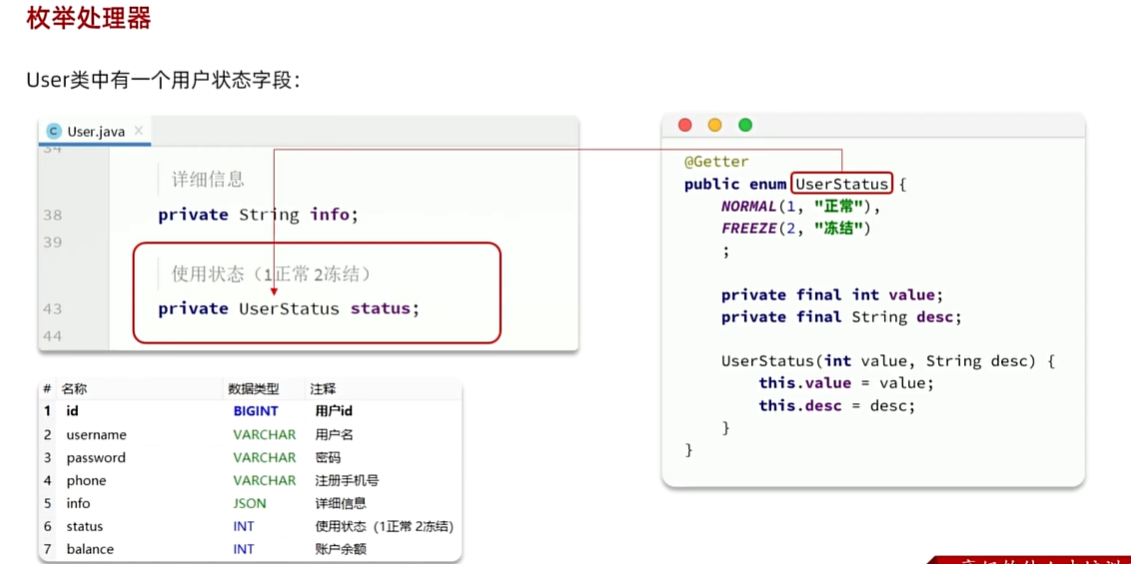 枚举处理器
User类中有一个用户状态字段：
User.java
34
详细信息
38 private String info;
39
使用状态（1正常 2冻结）
43 private UserStatus status;
44
@Getter
public enum UserStatus {
NORMAL(1, "正常"),
FREEZE(2, "冻结")
;
private final int value;
private final String desc;
UserStatus(int value, String desc) {
this.value = value;
this.desc = desc;
}
}
# 名称 数据类型 注释
1 id BIGINT 用户id
2 username VARCHAR 用户名
3 password VARCHAR 密码
4 phone VARCHAR 注册手机号
5 info JSON 详细信息
6 status INT 使用状态（1正常 2冻结)
7 balance INT 账户余额